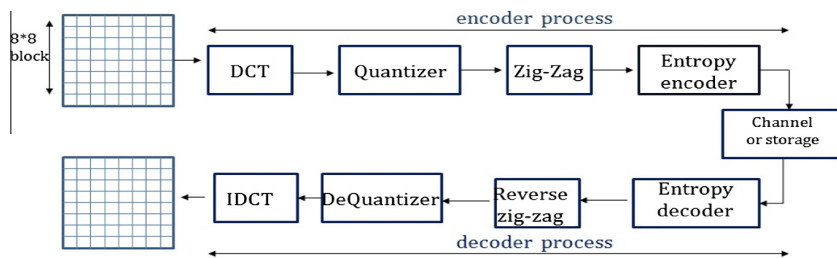 encoder process
8*8
block
DCT
Quantizer
Zig-Zag
Entropy
encoder
Channel
or storage
IDCT
DeQuantizer
Reverse
zig-zag
Entropy
decoder
decoder process